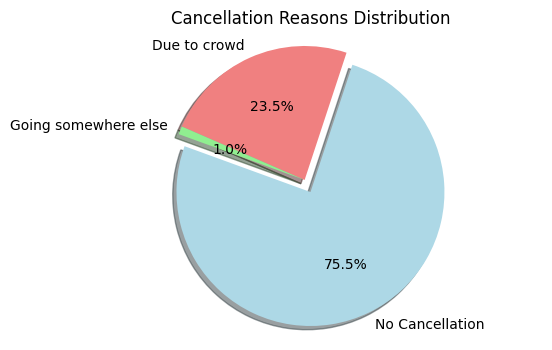 Cancellation Reasons Distribution
Due to crowd
23.5%
Going somewhere else
1.0%
75.5%
No Cancellation